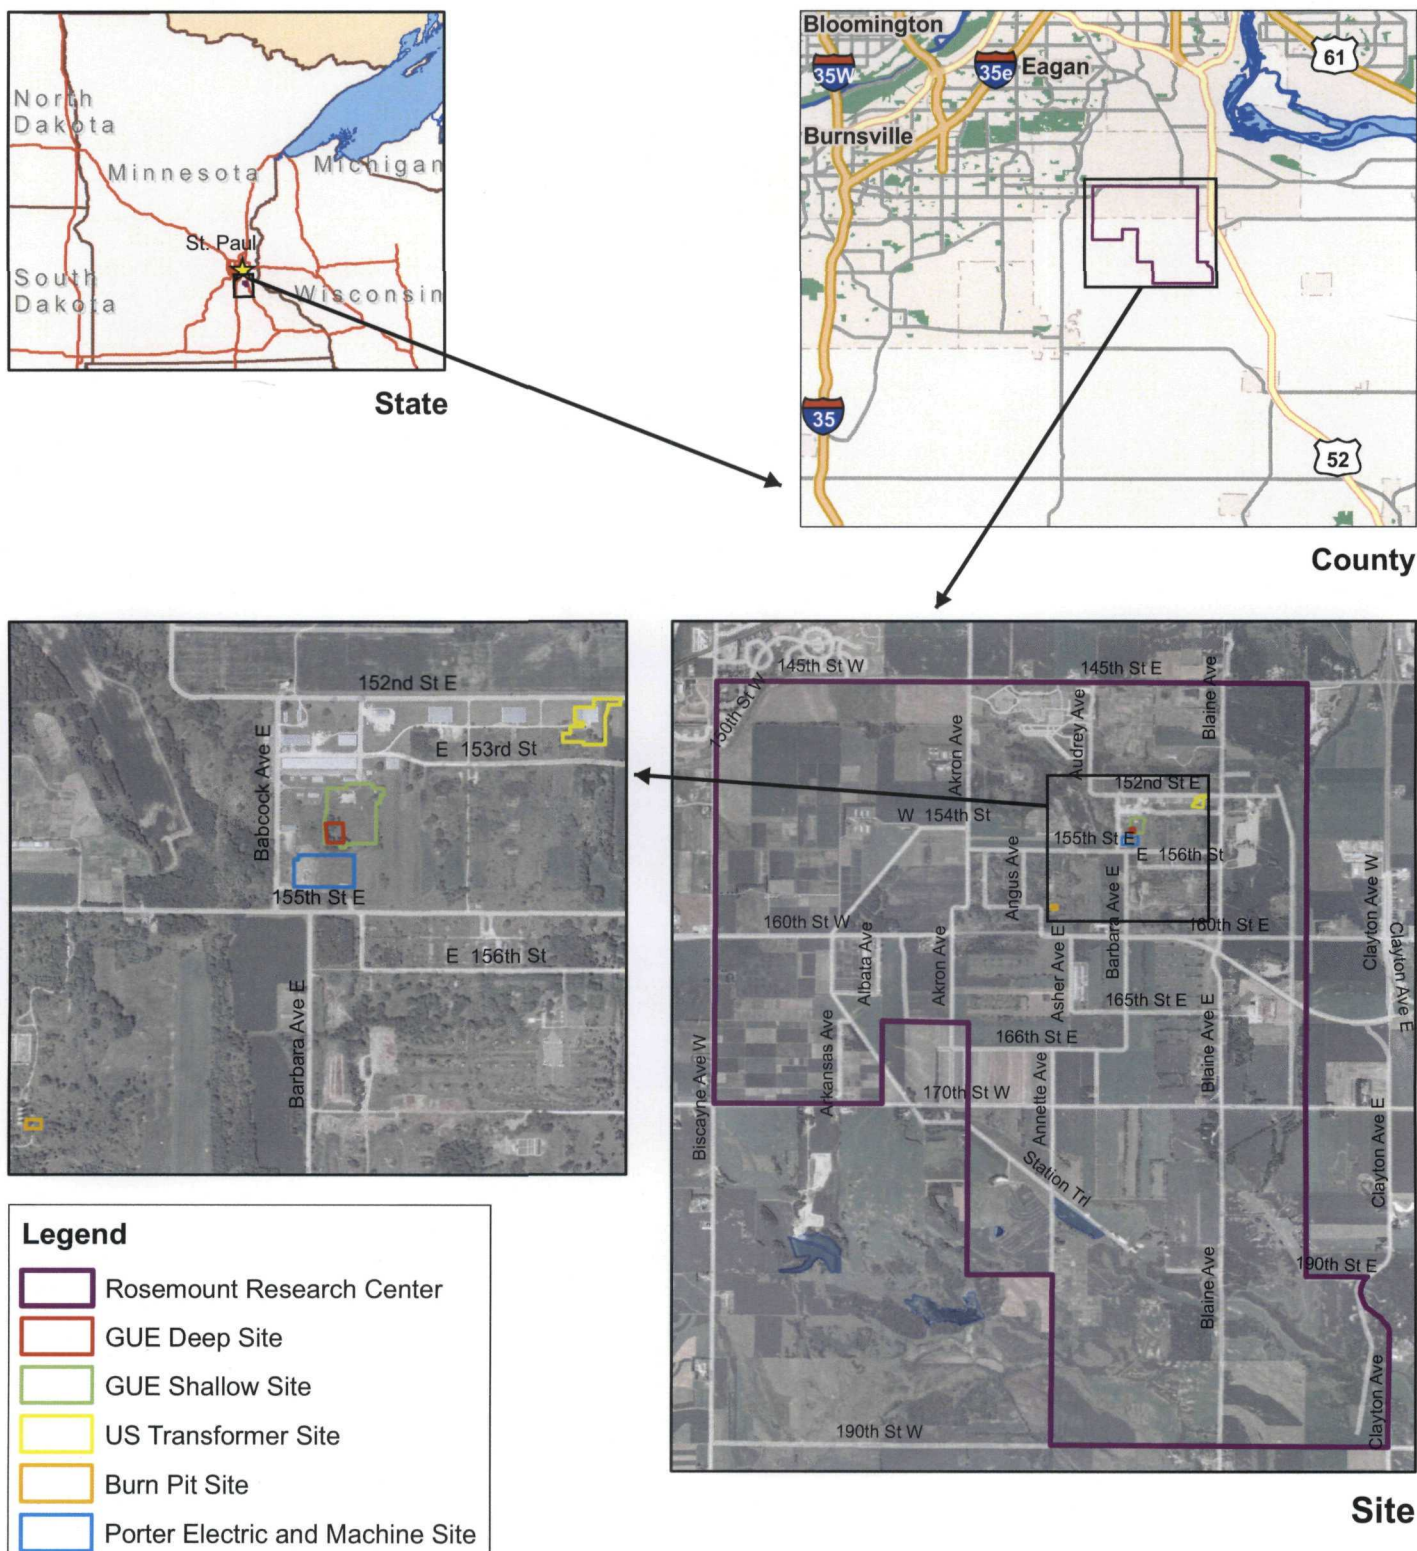 North
Dakota
Minnesota
Michigan
St. Paul
South
Dakota
Wisconsin
State
Bloomington
35W
35e
Eagan
61
Burnsville
35
52
County
152nd St E
Babcock Ave E
E 153rd St
155th St E
E 156th St
Barbara Ave E
145th St W
145th St E
150th St W
Akron Ave
Audrey Ave
Blaine Ave
152nd St E
W 154th St
155th St E
E 156th St
Angus Ave
Barbara Ave E
Clayton Ave W
160th St W
160th St E
Clayton Ave E
Albata Ave
Akron Ave
Asher Ave E
165th St E
166th St E
Blaine Ave E
Arkansas Ave
170th St W
Annette Ave
Biscayne Ave W
Clayton Ave E
Station Trl
190th St E
Blaine Ave
Clayton Ave
190th St W
Site
Legend
Rosemount Research Center
GUE Deep Site
GUE Shallow Site
US Transformer Site
Burn Pit Site
Porter Electric and Machine Site